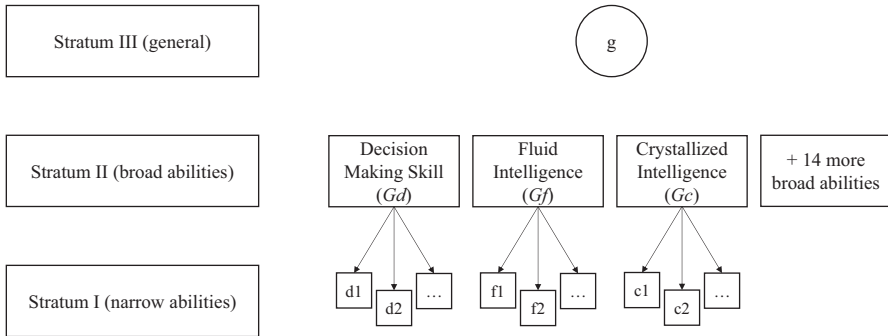 Stratum III (general)
g
Stratum II (broad abilities)
Decision
Making Skill
(Gd)
Fluid
Intelligence
(Gf)
Crystallized
Intelligence
(Gc)
+ 14 more
broad abilities
Stratum I (narrow abilities)
d1
d2
…
f1
f2
…
c1
c2
…